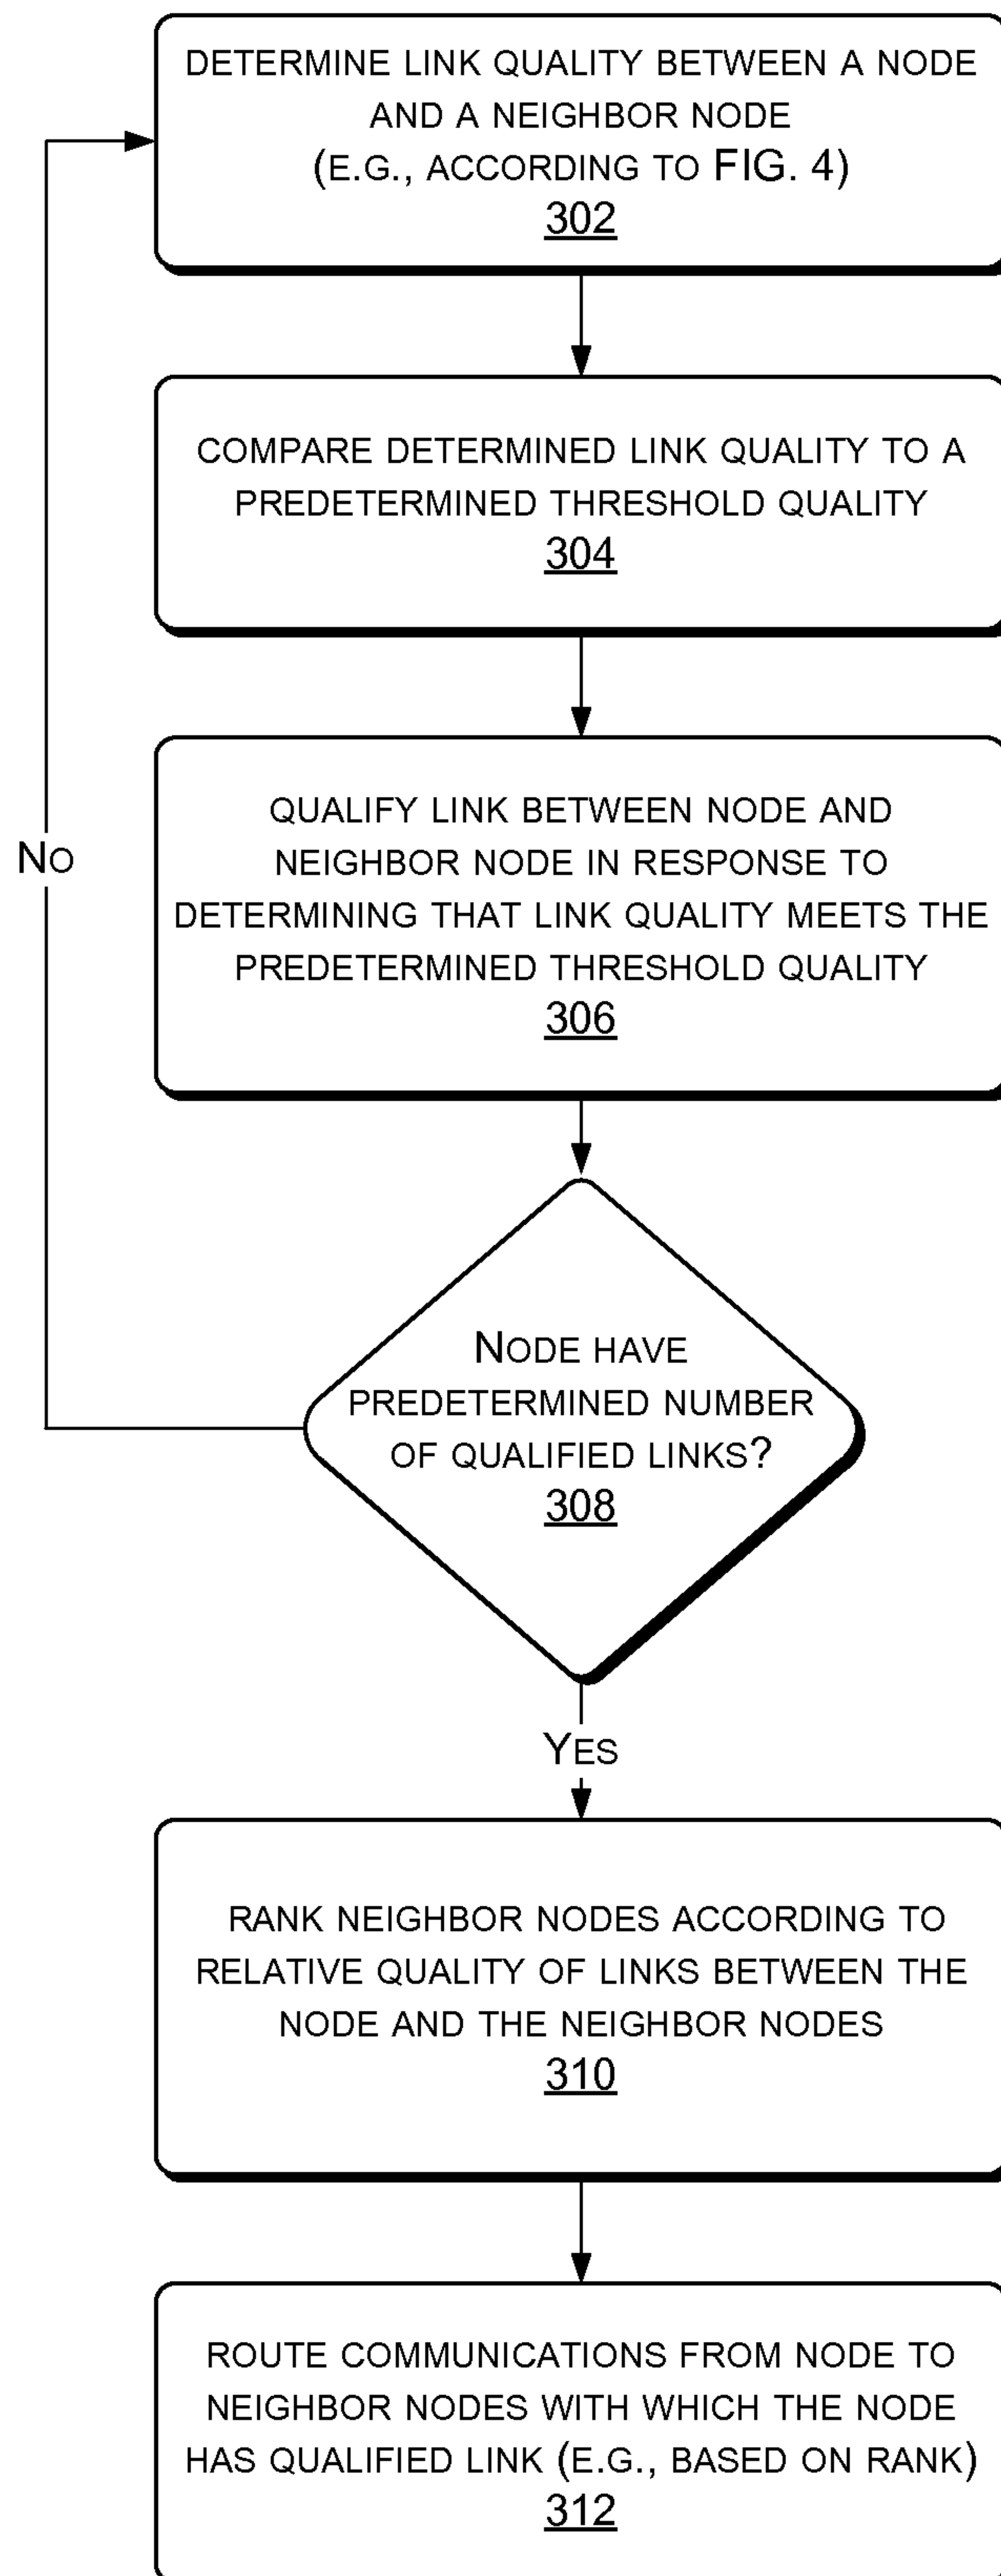 DETERMINE LINK QUALITY BETWEEN A NODE
AND A NEIGHBOR NODE
(E.G., ACCORDING TO FIG. 4)
302
COMPARE DETERMINED LINK QUALITY TO A
PREDETERMINED THRESHOLD QUALITY
304
QUALIFY LINK BETWEEN NODE AND
NEIGHBOR NODE IN RESPONSE TO
DETERMINING THAT LINK QUALITY MEETS THE
PREDETERMINED THRESHOLD QUALITY
306
NO
NODE HAVE
PREDETERMINED NUMBER
OF QUALIFIED LINKS?
308
YES
RANK NEIGHBOR NODES ACCORDING TO
RELATIVE QUALITY OF LINKS BETWEEN THE
NODE AND THE NEIGHBOR NODES
310
ROUTE COMMUNICATIONS FROM NODE TO
NEIGHBOR NODES WITH WHICH THE NODE
HAS QUALIFIED LINK (E.G., BASED ON RANK)
312